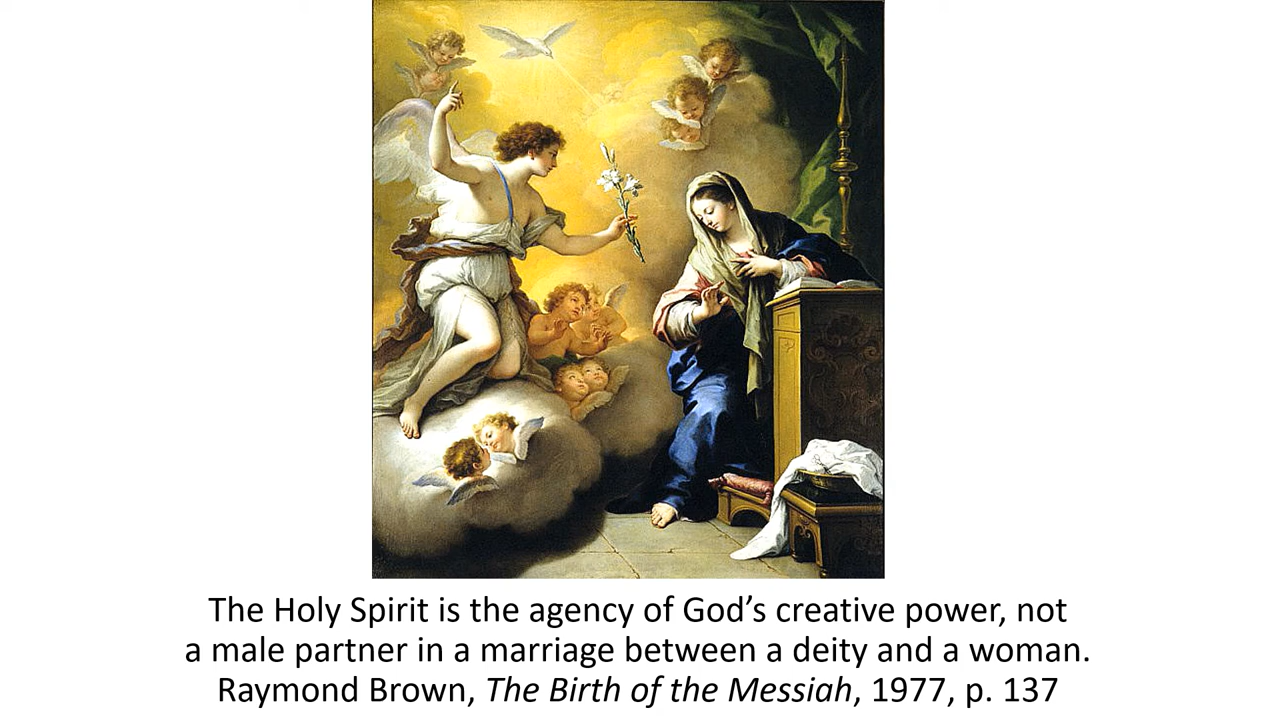 The Holy Spirit is the agency of God’s creative power, not
a male partner in a marriage between a deity and a woman.
Raymond Brown, The Birth of the Messiah, 1977, p. 137